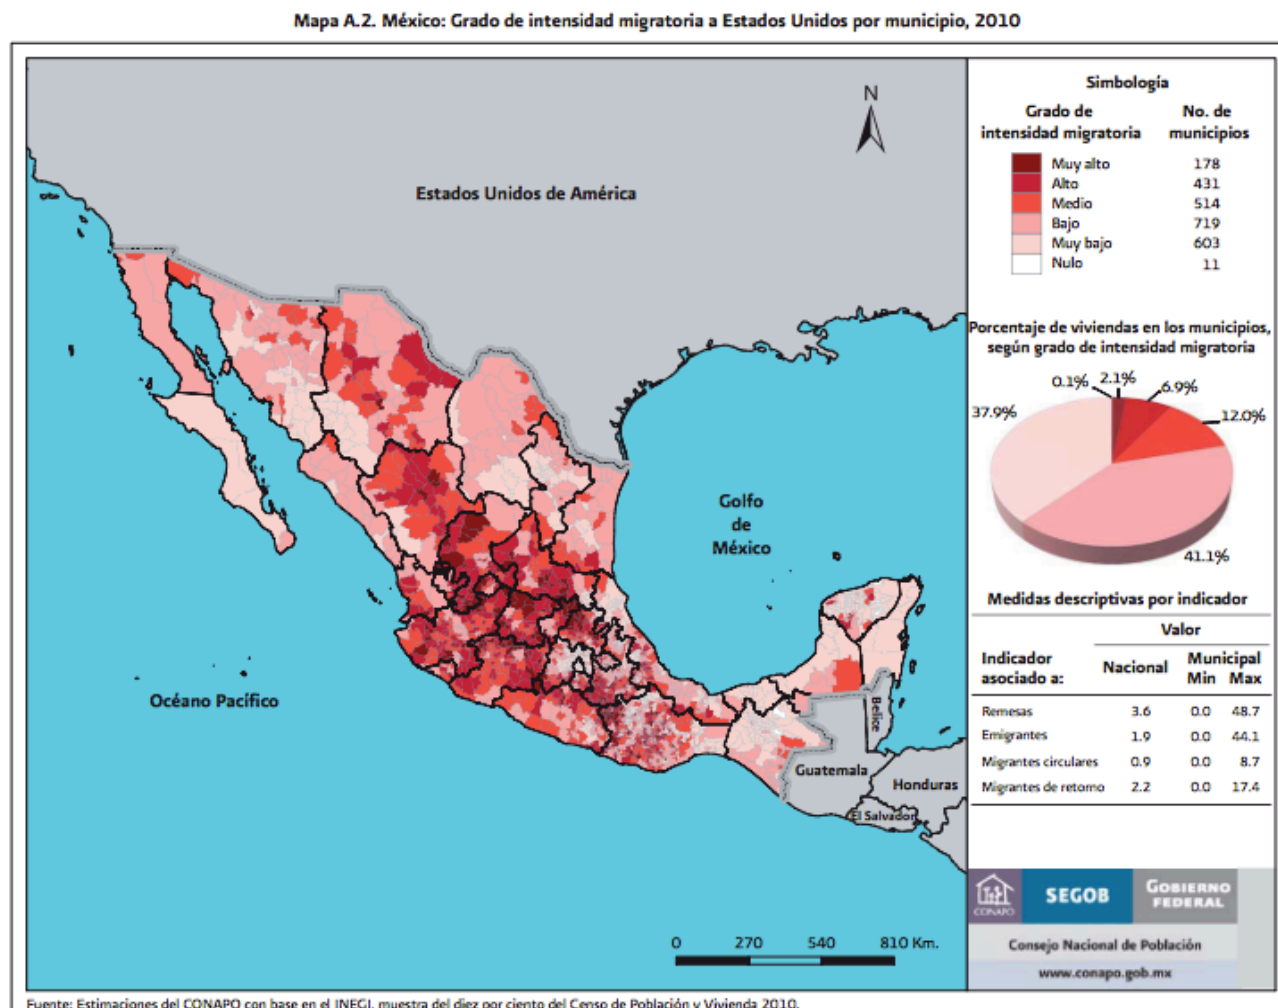 Mapa A.2. México: Grado de intensidad migratoria a Estados Unidos por municipio, 2010
N
Estados Unidos de América
Golfo
de
México
Océano Pacífico
Belice
Guatemala
Honduras
El Salvador
0 270 540 810 Km.
Simbología
Grado de No. de
intensidad migratoria municipios
Muy alto 178
Alto 431
Medio 514
Bajo 719
Muy bajo 603
Nulo 11
Porcentaje de viviendas en los municipios,
según grado de intensidad migratoria
0.1% 2.1% 6.9%
37.9% 12.0%
41.1%
Medidas descriptivas por indicador
Valor
Indicador Nacional Municipal
asociado a: Min Max
Remesas 3.6 0.0 48.7
Emigrantes 1.9 0.0 44.1
Migrantes circulares 0.9 0.0 8.7
Migrantes de retorno 2.2 0.0 17.4
CONAPO
SEGOB
GOBIERNO
FEDERAL
Consejo Nacional de Población
www.conapo.gob.mx
Fuente: Estimaciones del CONAPO con base en el INEGI, muestra del diez por ciento del Censo de Población y Vivienda 2010.